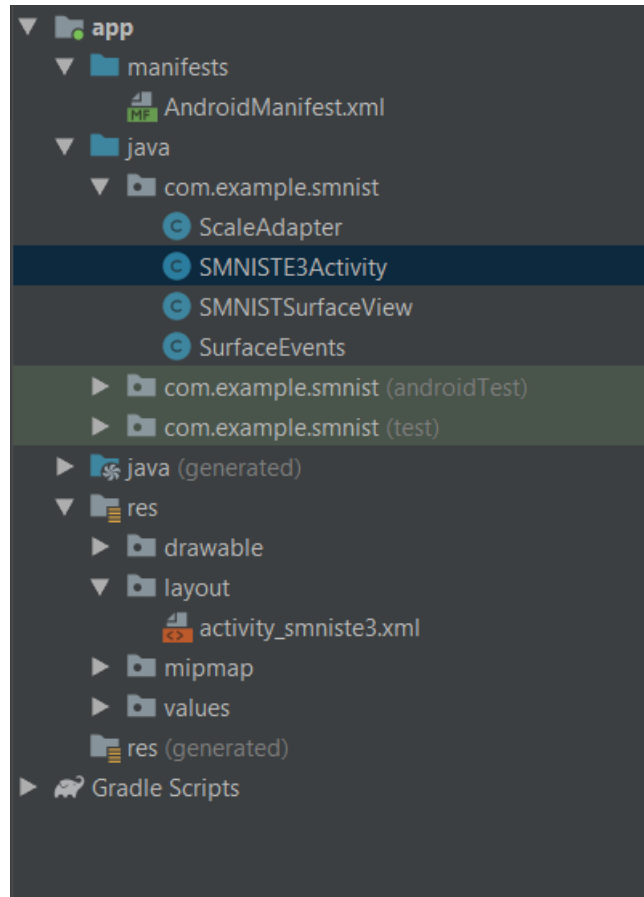 app
manifests
MF AndroidManifest.xml
java
com.example.smnist
C ScaleAdapter
C SMNISTE3Activity
C SMNISTSurfaceView
C SurfaceEvents
com.example.smnist (androidTest)
com.example.smnist (test)
java (generated)
res
drawable
layout
<> activity_smniste3.xml
mipmap
values
res (generated)
Gradle Scripts